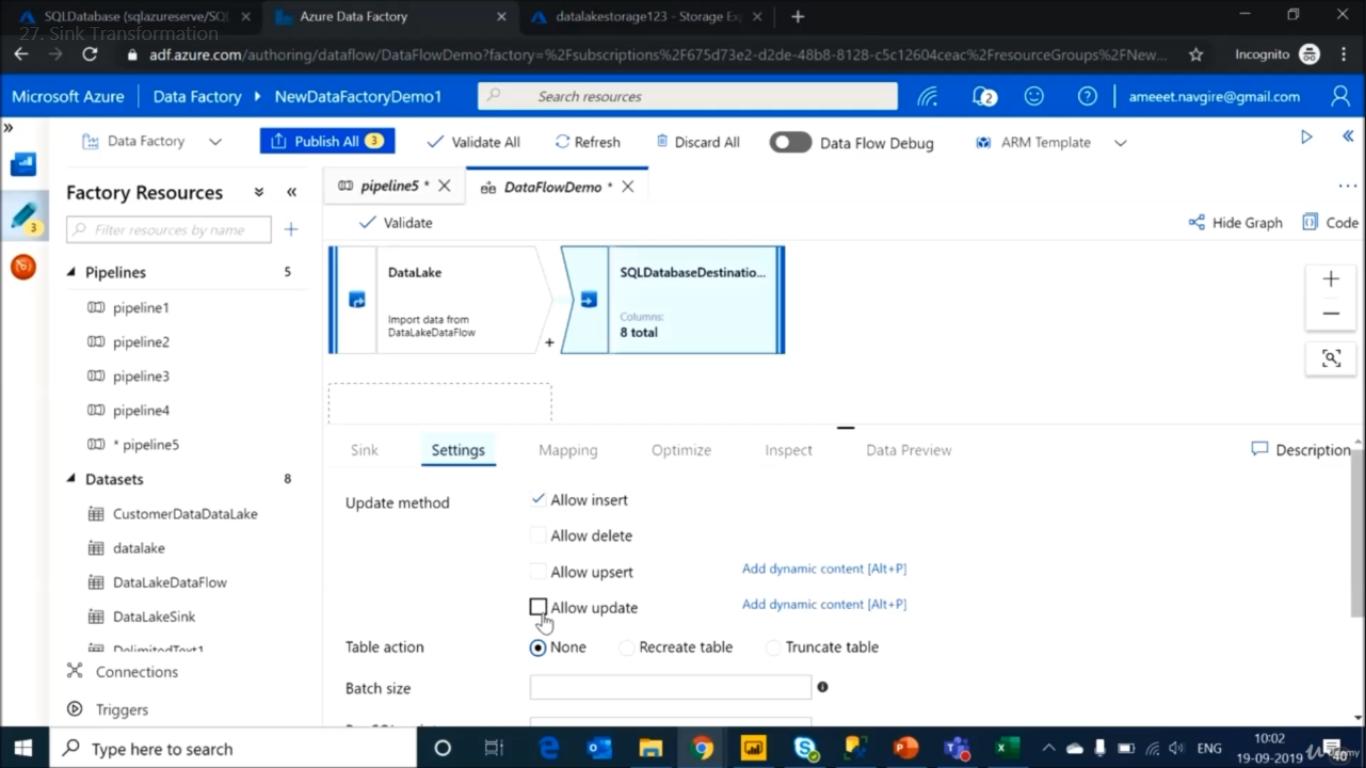 SQLDatabase (sqlazureserve/SQL
Azure Data Factory
datalakestorage123 - Storage Exp
27. Sink Transformation
adf.azure.com/authoring/dataflow/DataFlowDemo?factory=%2Fsubscriptions%2F675d73e2-d2de-48b8-8128-c5c12604ceac%2FresourceGroups%2FNew...
Incognito
Microsoft Azure
Data Factory
NewDataFactoryDemo1
Search resources
2
ameeet.navgire@gmail.com
Data Factory
Publish All 3
Validate All
Refresh
Discard All
Data Flow Debug
ARM Template
3
Factory Resources
pipeline5 *
DataFlowDemo *
Filter resources by name
Validate
Hide Graph
Code
Pipelines 5
pipeline1
pipeline2
pipeline3
pipeline4
* pipeline5
Datasets 8
CustomerDataDataLake
datalake
DataLakeDataFlow
DataLakeSink
DelimitedText1
Connections
Triggers
DataLake
Import data from
DataLakeDataFlow
SQLDatabaseDestinatio...
Columns:
8 total
Sink
Settings
Mapping
Optimize
Inspect
Data Preview
Description
Update method
Allow insert
Allow delete
Allow upsert
Add dynamic content [Alt+P]
Allow update
Add dynamic content [Alt+P]
Table action
None
Recreate table
Truncate table
Batch size
Type here to search
ENG
10:02
19-09-2019